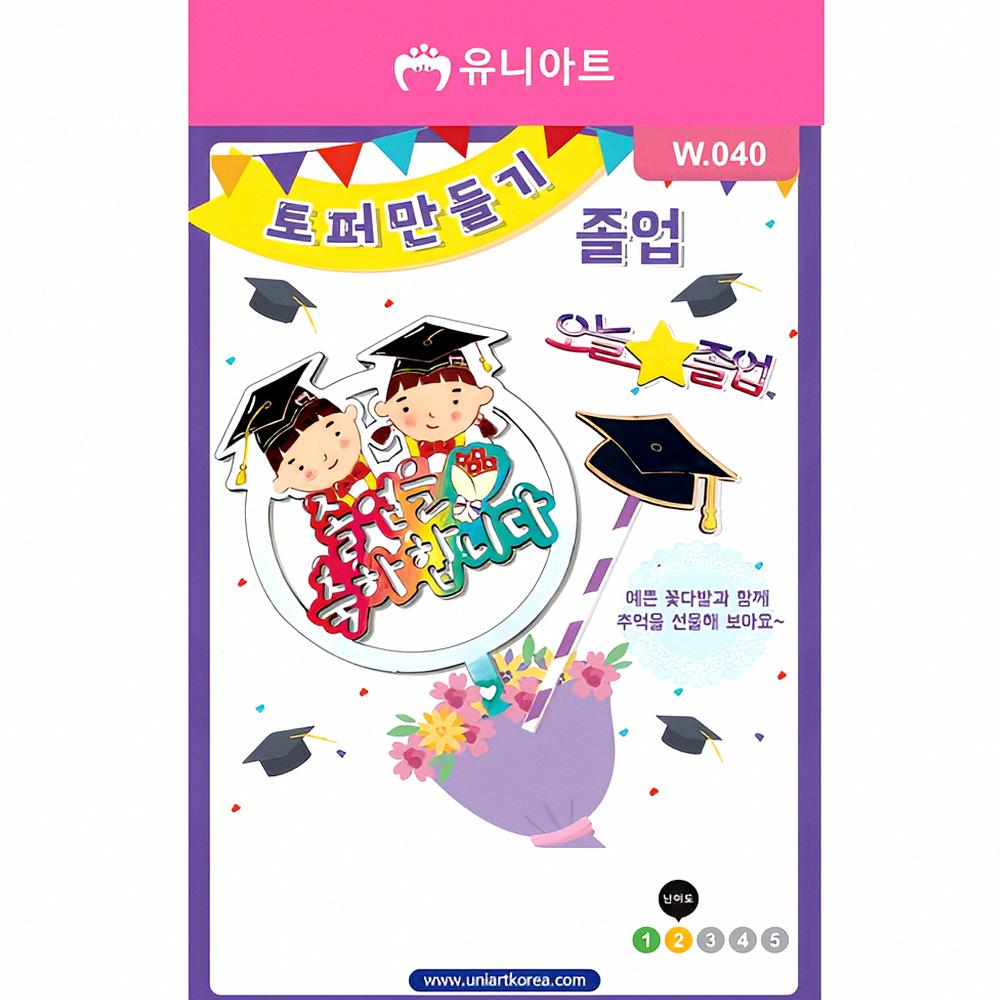 유니아트
W.040
토퍼만들기
졸업
오늘 졸업
졸업을
축하합니다
예쁜 꽃다발과 함께
추억을 선물해 보아요~
난이도
1 2 3 4 5
www.uniartkorea.com